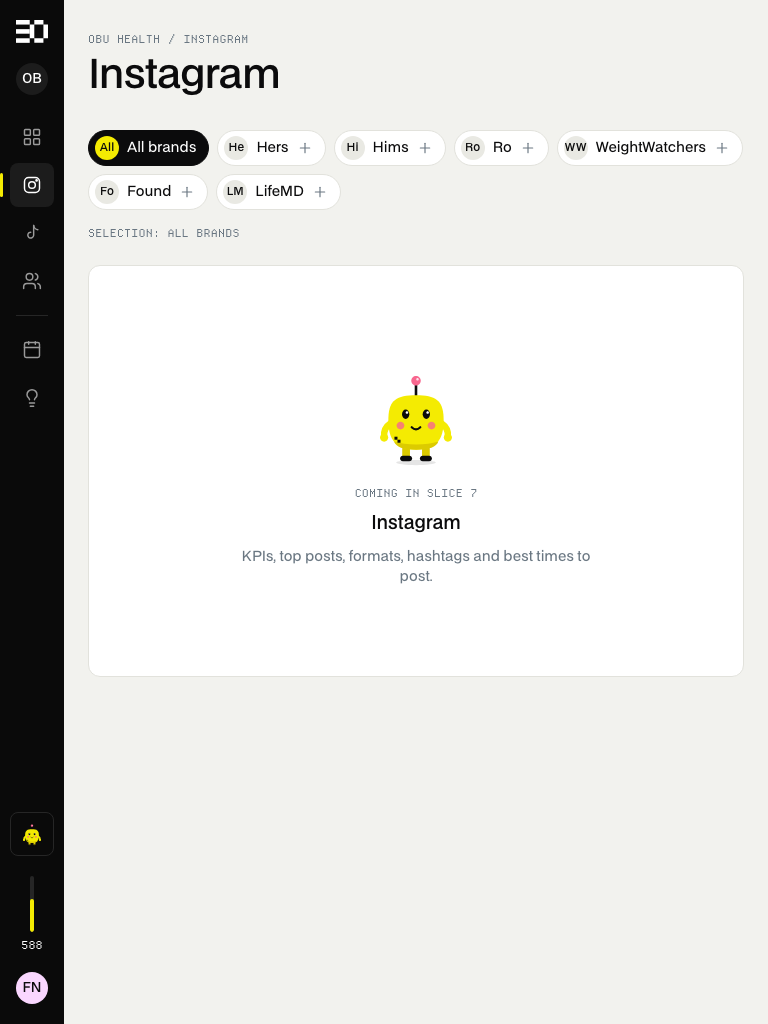 OB
588
FN
OBU HEALTH / INSTAGRAM
Instagram
All All brands
He Hers
HI Hims
Ro Ro
WW WeightWatchers
Fo Found
LM LifeMD
SELECTION: ALL BRANDS
COMING IN SLICE 7
Instagram
KPIs, top posts, formats, hashtags and best times to
post.